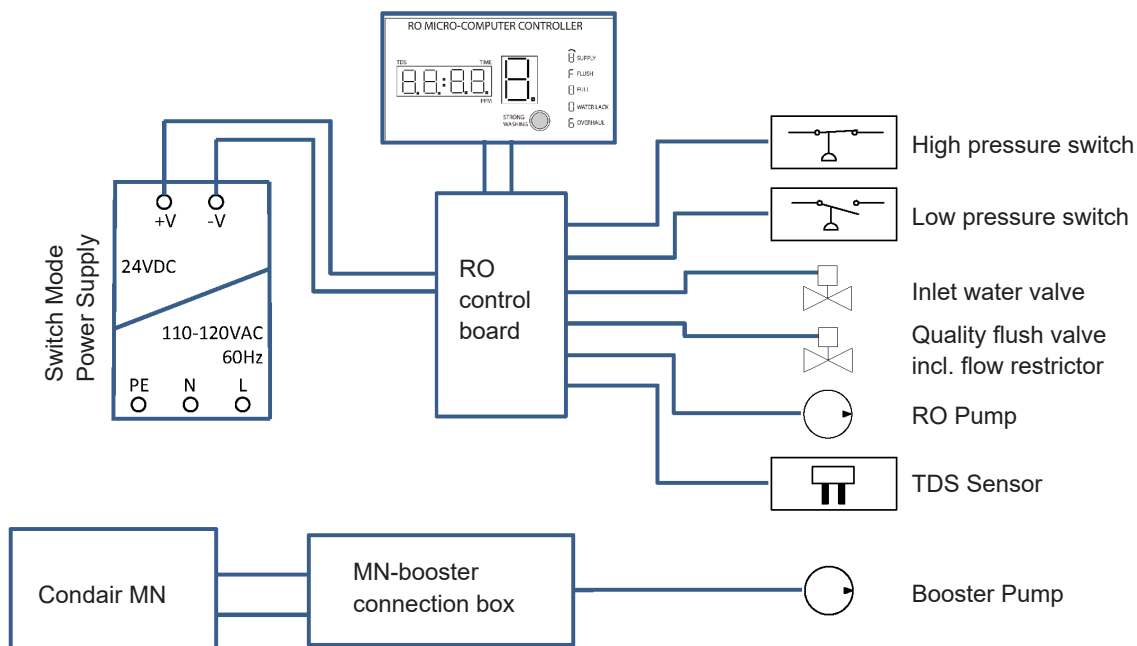 RO MICRO-COMPUTER CONTROLLER
TDS TIME
PPM
SUPPLY
FLUSH
FULL
WATER LACK
OVERHAUL
STRONG
WASHING
+V -V
24VDC
110-120VAC
60Hz
PE N L
Switch Mode
Power Supply
RO
control
board
High pressure switch
Low pressure switch
Inlet water valve
Quality flush valve
incl. flow restrictor
RO Pump
TDS Sensor
Condair MN
MN-booster
connection box
Booster Pump